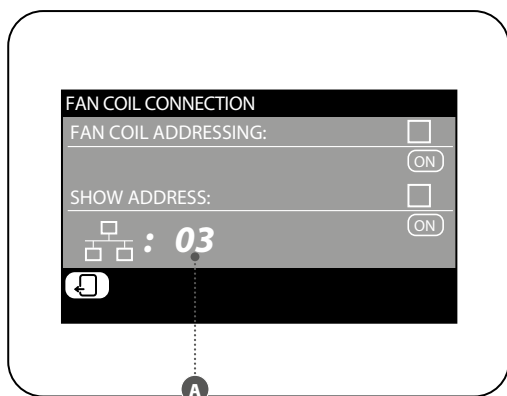 FAN COIL CONNECTION
FAN COIL ADDRESSING:
ON
SHOW ADDRESS:
ON
: 03
A